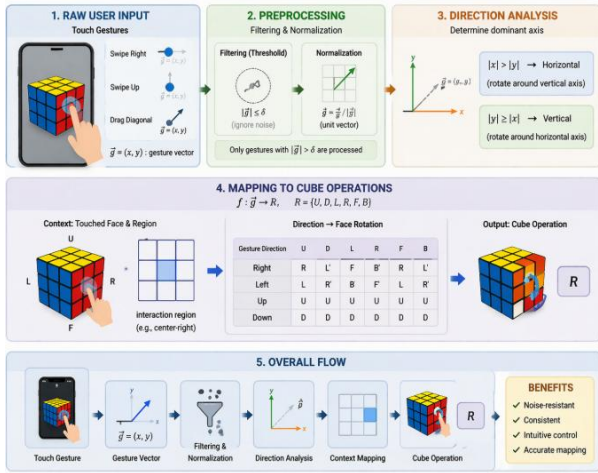 1. RAW USER INPUT
Touch Gestures
Swipe Right
g⃗ = (x, y)
Swipe Up
g⃗ = (x, y)
Drag Diagonal
g⃗ = (x, y)
g⃗ = (x, y) : gesture vector
2. PREPROCESSING
Filtering & Normalization
Filtering (Threshold)
|g⃗| ≤ δ
(ignore noise)
Normalization
g⃗ = g⃗ / |g⃗|
(unit vector)
Only gestures with |g⃗| > δ are processed
3. DIRECTION ANALYSIS
Determine dominant axis
y
x
|x| > |y| → Horizontal
(rotate around vertical axis)
|y| ≥ |x| → Vertical
(rotate around horizontal axis)
4. MAPPING TO CUBE OPERATIONS
f : g⃗ → R, R = {U, D, L, R, F, B}
Context: Touched Face & Region
U
L
R
F
+
interaction region
(e.g., center-right)
Direction → Face Rotation
Gesture Direction U D L R F B
Right R L' F B' R L'
Left L R' B F' L R'
Up U U U U U U
Down D D D D D D
Output: Cube Operation
R
5. OVERALL FLOW
Touch Gesture
y
x
g⃗ = (x, y)
Gesture Vector
Filtering &
Normalization
y
x
Direction Analysis
Context Mapping
R
Cube Operation
BENEFITS
✓ Noise-resistant
✓ Consistent
✓ Intuitive control
✓ Accurate mapping